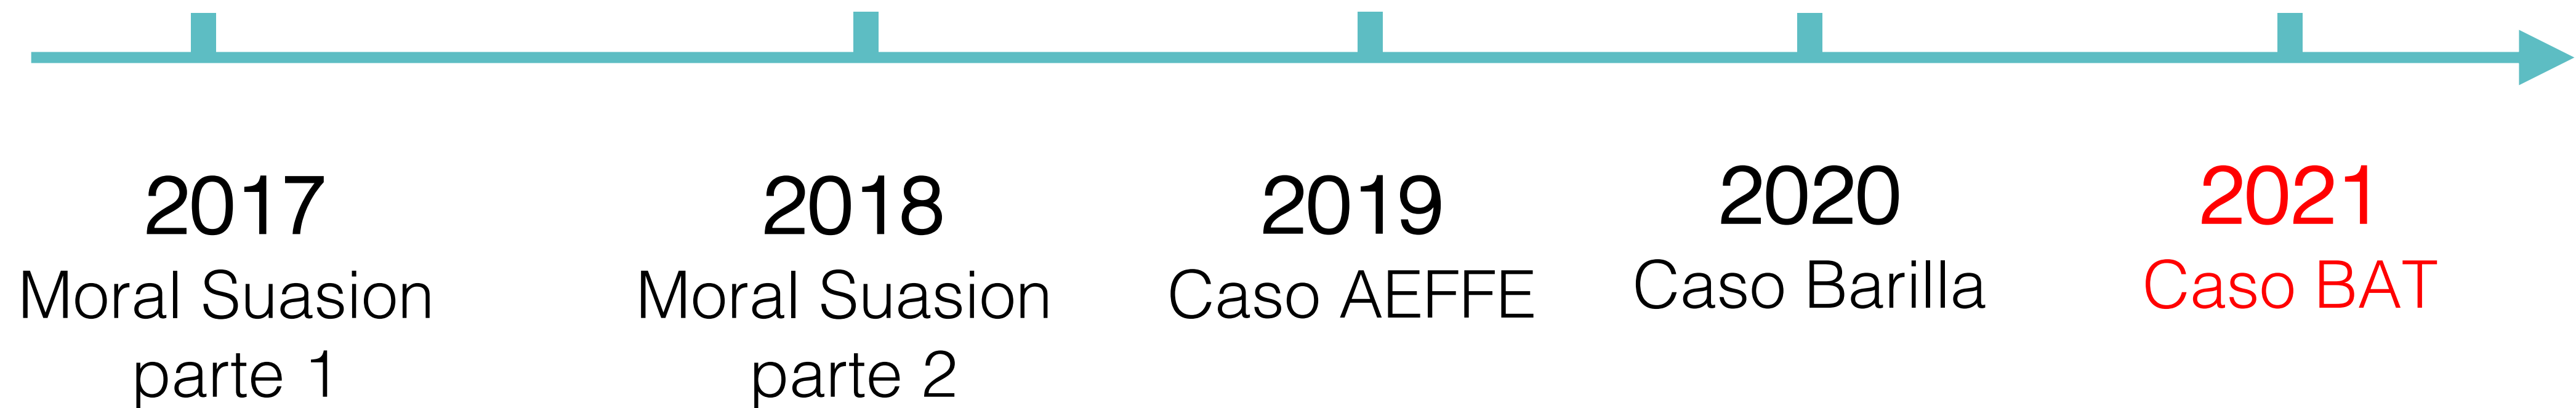 2017
Moral Suasion
parte 1
2018
Moral Suasion
parte 2
2019
Caso AEFFE
2020
Caso Barilla
2021
Caso BAT